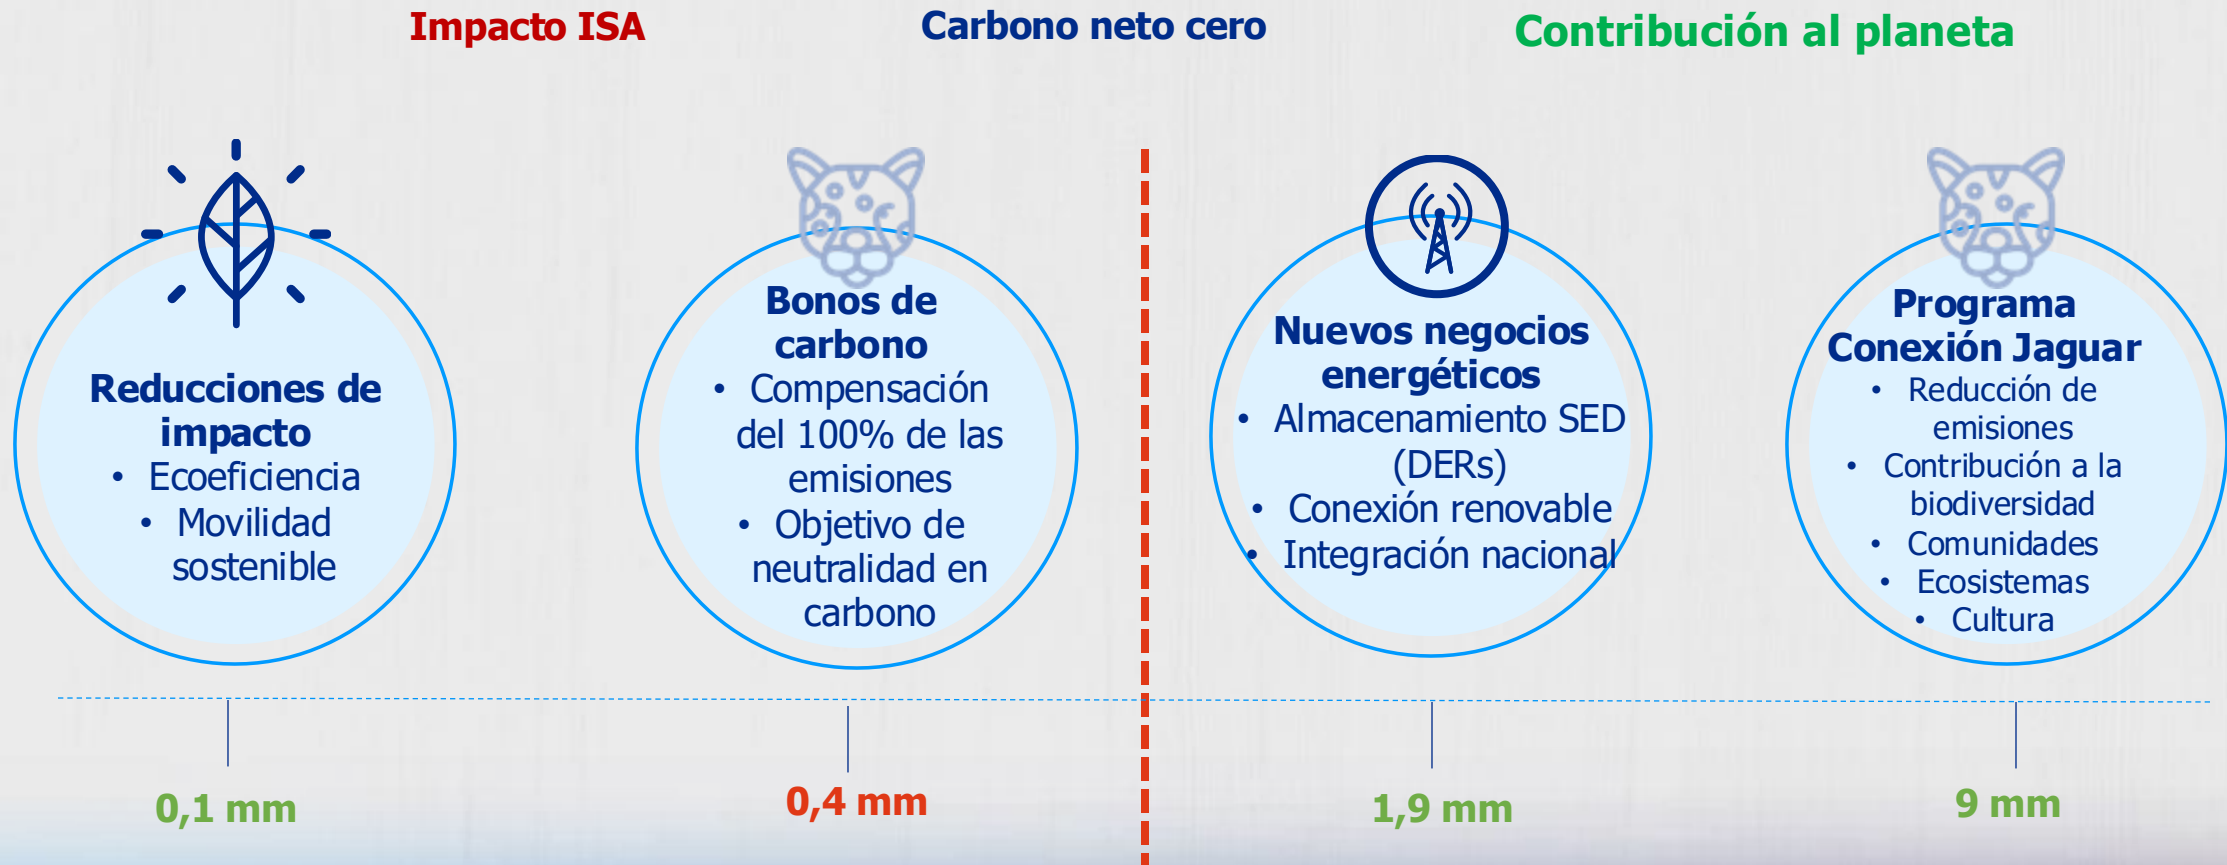 Impacto ISA
Carbono neto cero
Contribución al planeta
Reducciones de
impacto
• Ecoeficiencia
• Movilidad
sostenible
Bonos de
carbono
• Compensación
del 100% de las
emisiones
• Objetivo de
neutralidad en
carbono
Nuevos negocios
energéticos
• Almacenamiento SED
(DERs)
• Conexión renovable
• Integración nacional
Programa
Conexión Jaguar
• Reducción de
emisiones
• Contribución a la
biodiversidad
• Comunidades
• Ecosistemas
• Cultura
0,1 mm
0,4 mm
1,9 mm
9 mm